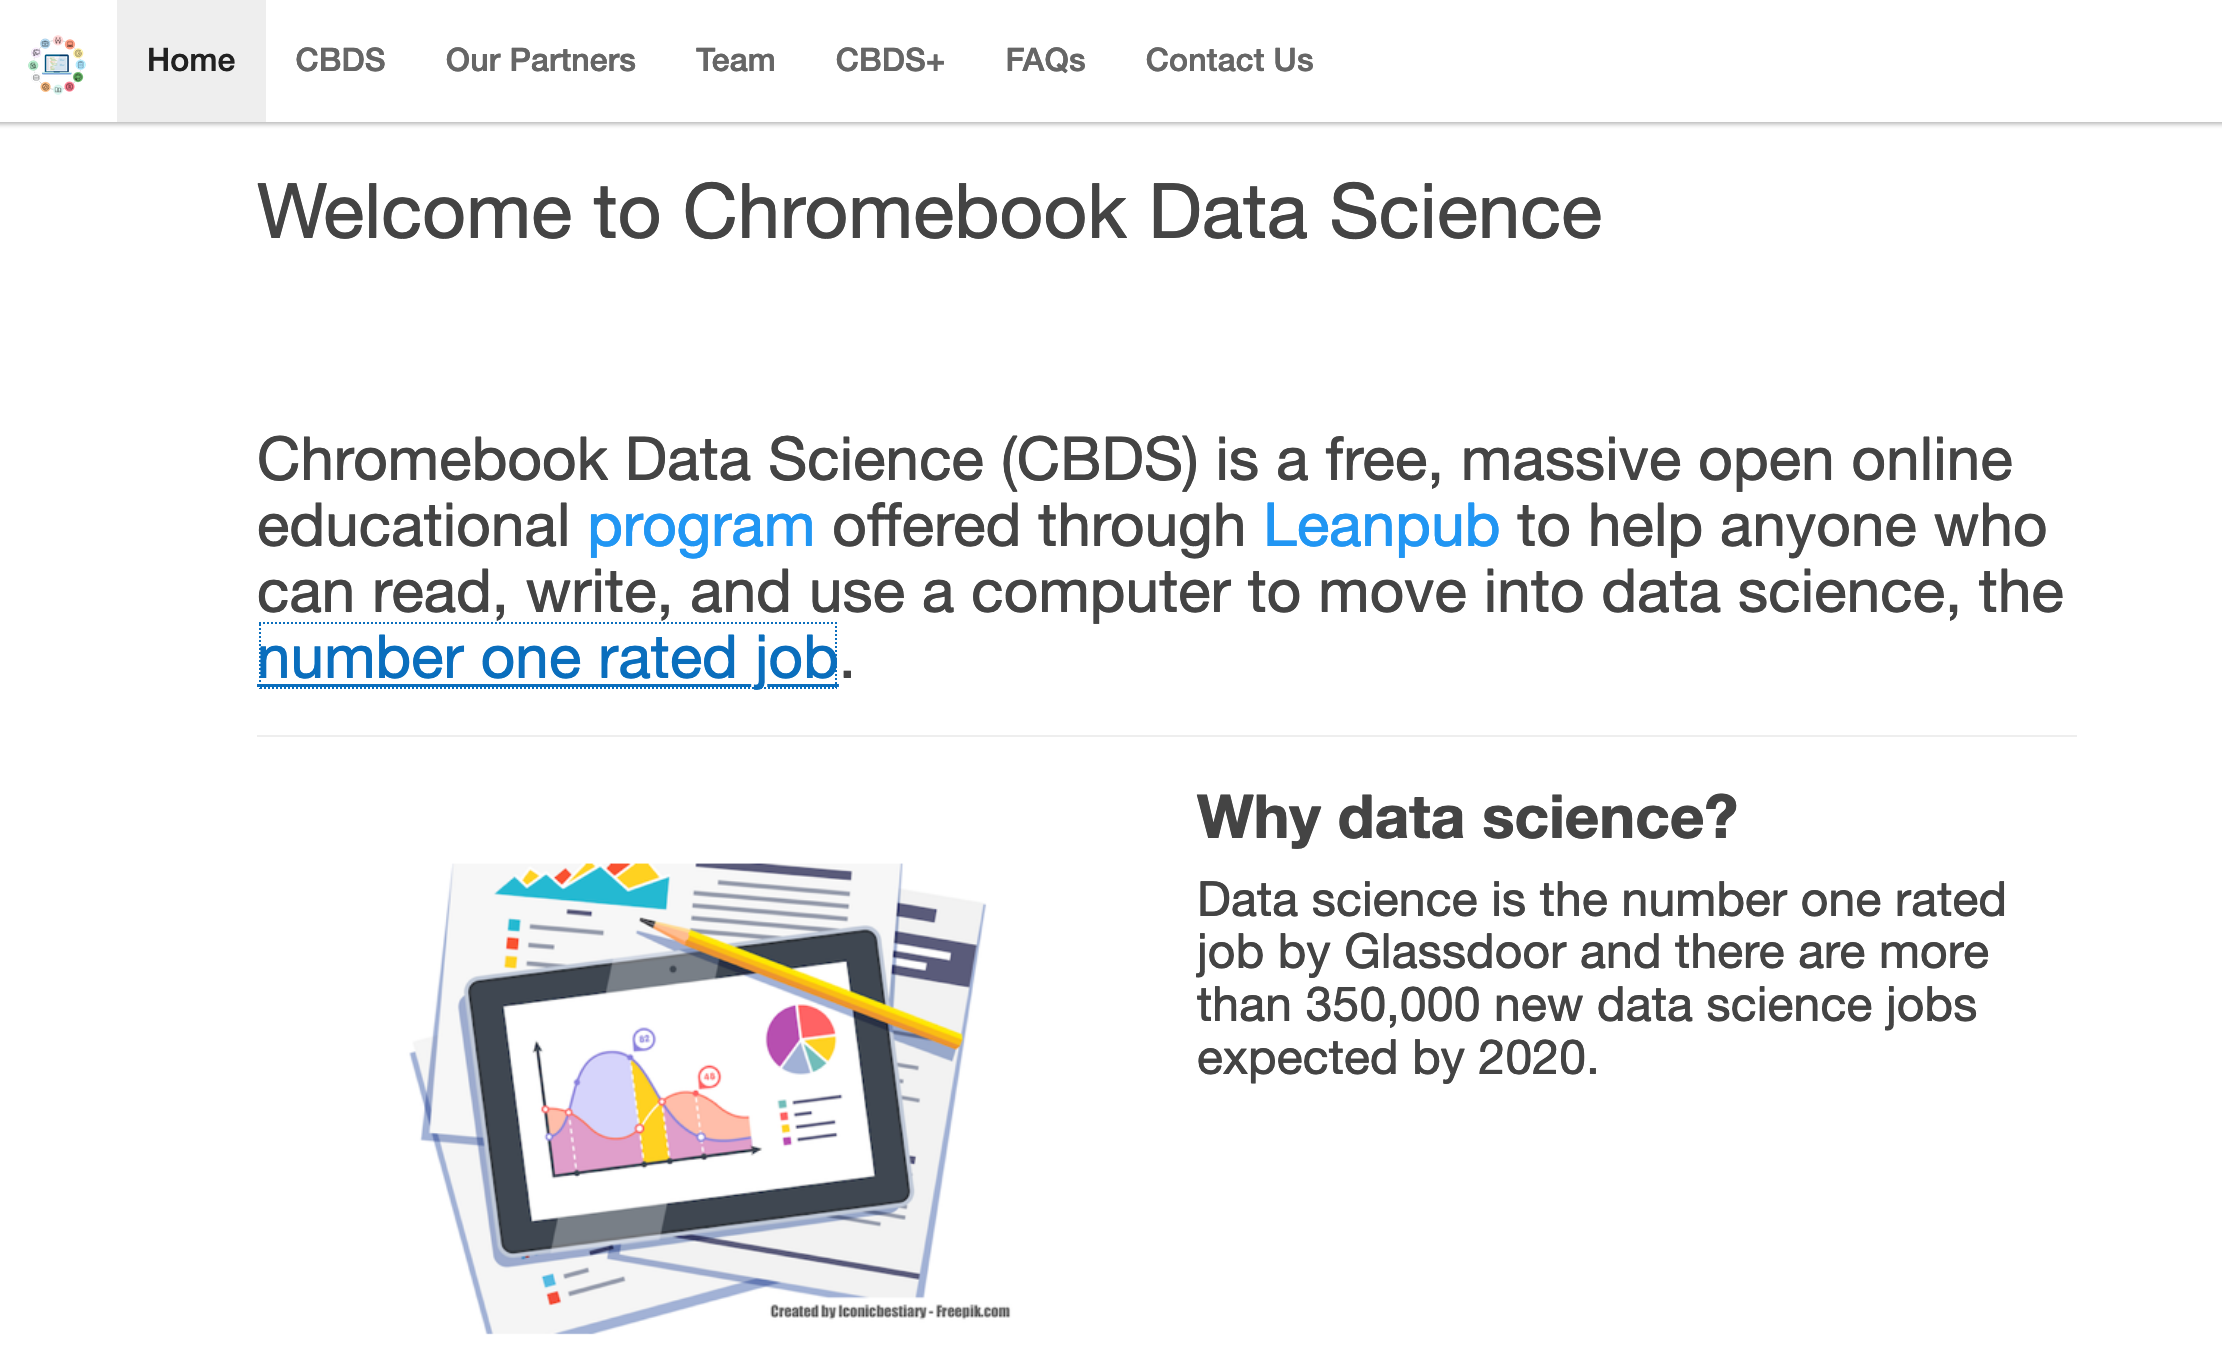 Home CBDS Our Partners Team CBDS+ FAQs Contact Us
Welcome to Chromebook Data Science
Chromebook Data Science (CBDS) is a free, massive open online
educational program offered through Leanpub to help anyone who
can read, write, and use a computer to move into data science, the
number one rated job.
Why data science?
Data science is the number one rated
job by Glassdoor and there are more
than 350,000 new data science jobs
expected by 2020.
82
48
Created by Iconicbestiary - Freepik.com